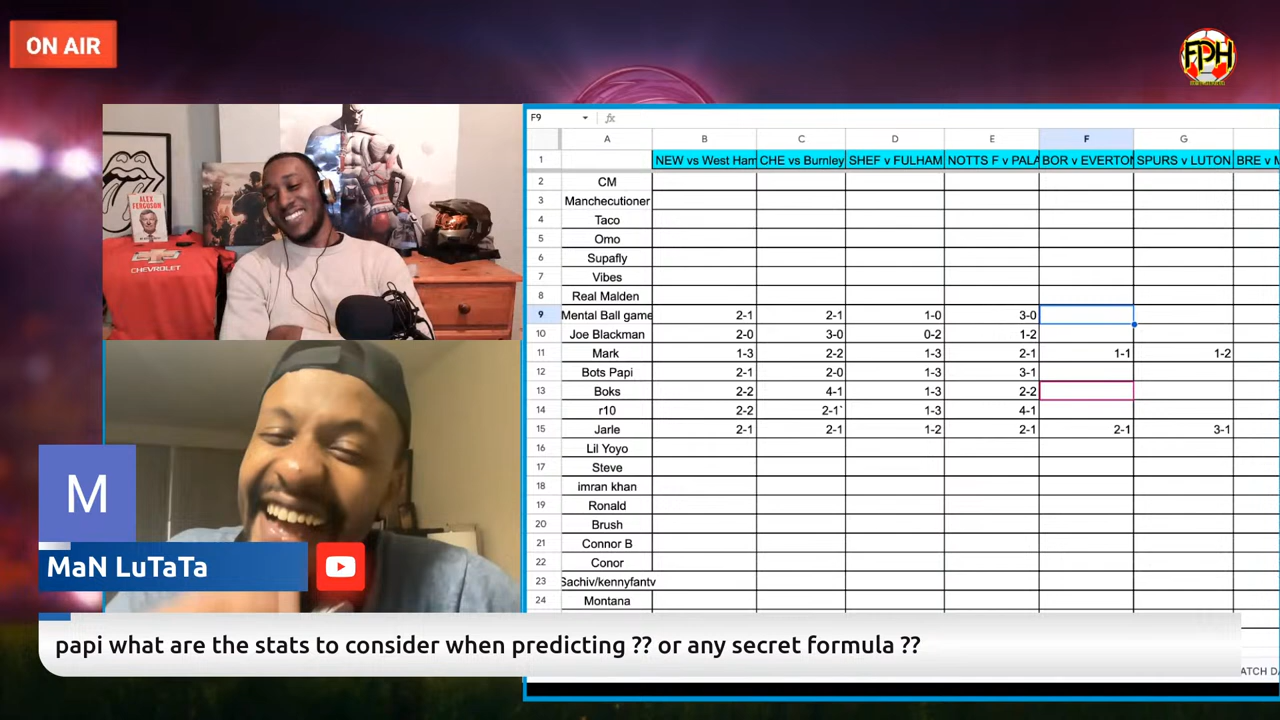 ON AIR
FPH
ALEX
FERGUSON
CHEVROLET
F9 fx
A B C D E F G
1 NEW vs West Ham CHE vs Burnley SHEF v FULHAM NOTTS F v PALA BOR v EVERTON SPURS v LUTON BRE v M
2 CM
3 Manchecutioner
4 Taco
5 Omo
6 Supafly
7 Vibes
8 Real Malden
9 Mental Ball game 2-1 2-1 1-0 3-0
10 Joe Blackman 2-0 3-0 0-2 1-2
11 Mark 1-3 2-2 1-3 2-1 1-1 1-2
12 Bots Papi 2-1 2-0 1-3 3-1
13 Boks 2-2 4-1 1-3 2-2
14 r10 2-2 2-1` 1-3 4-1
15 Jarle 2-1 2-1 1-2 2-1 2-1 3-1
16 Lil Yoyo
17 Steve
18 imran khan
19 Ronald
20 Brush
21 Connor B
22 Conor
23 Sachiv/kennyfantv
24 Montana
ATCH DA
M
MaN LuTaTa
papi what are the stats to consider when predicting ?? or any secret formula ??